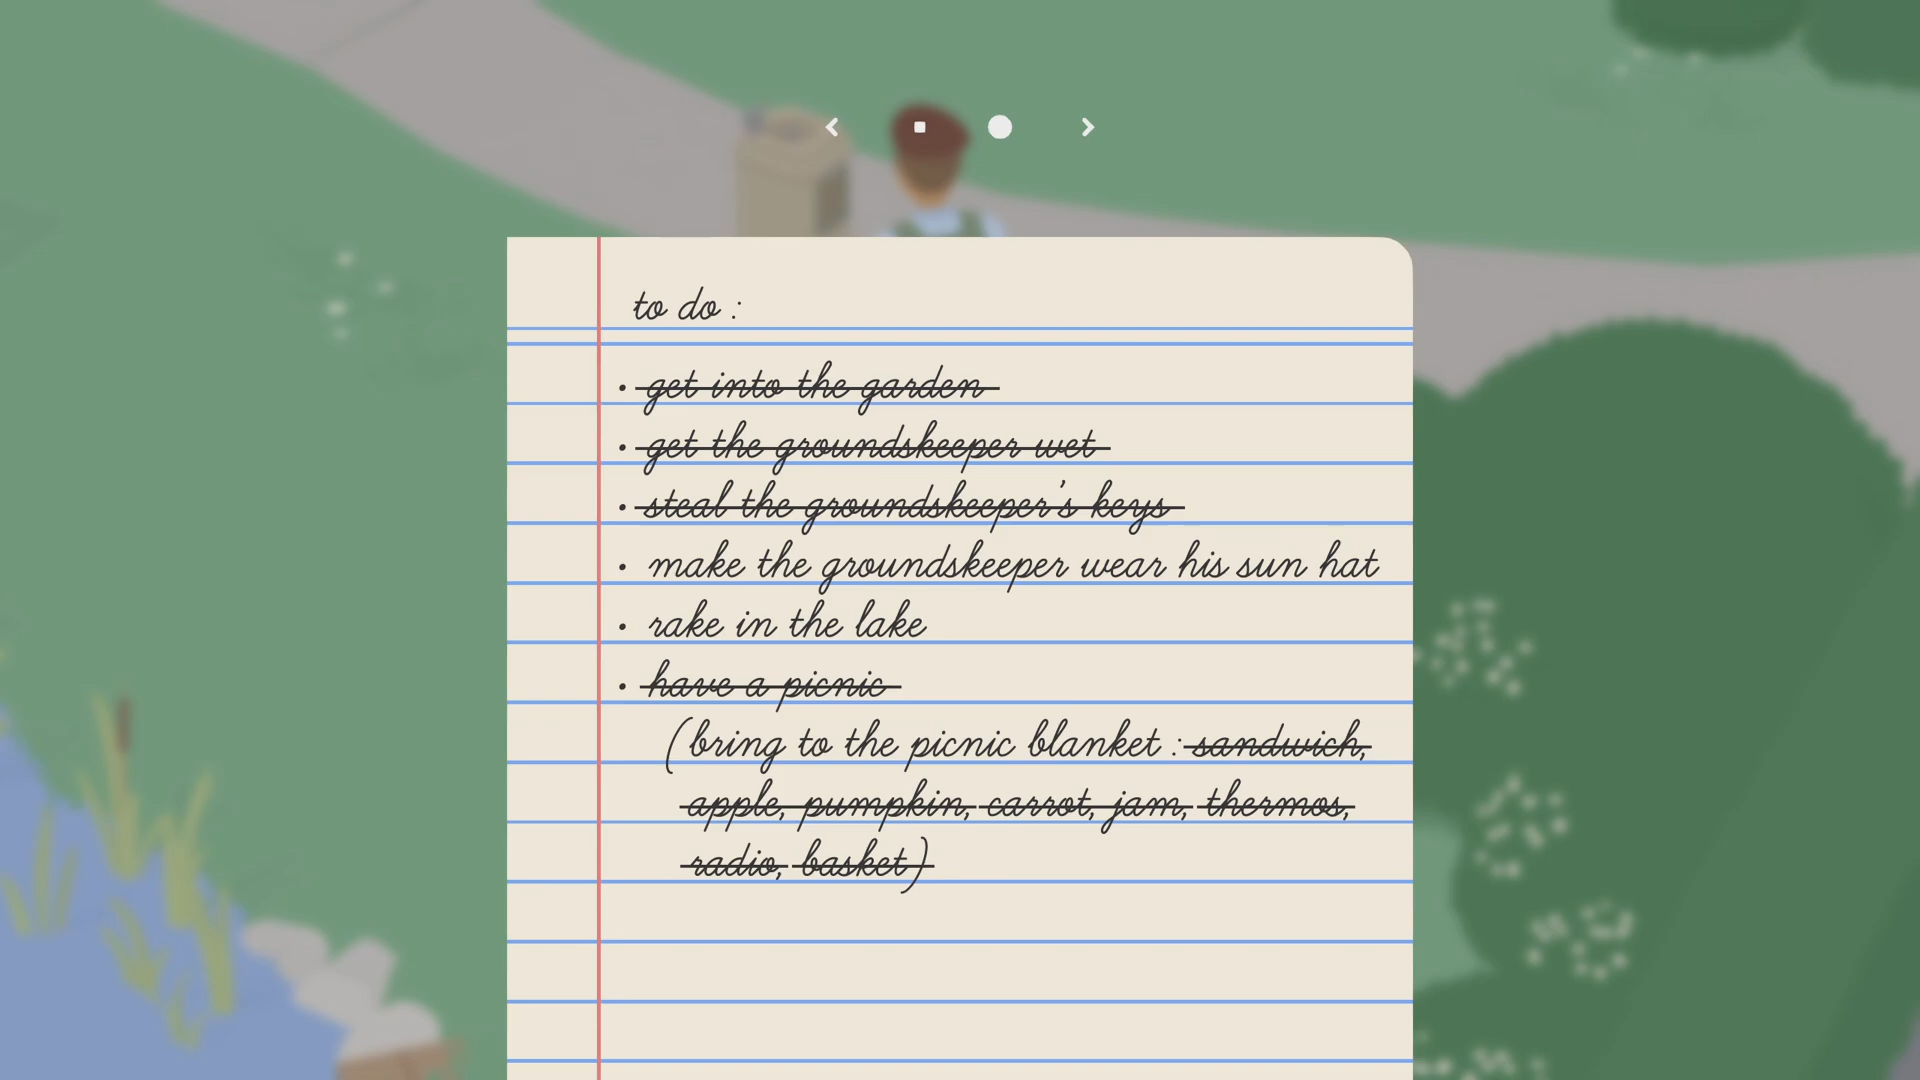 to do :
• get into the garden
• get the groundskeeper wet
• steal the groundskeeper's keys
• make the groundskeeper wear his sun hat
• rake in the lake
• have a picnic
(bring to the picnic blanket : sandwich,
apple, pumpkin, carrot, jam, thermos,
radio, basket)